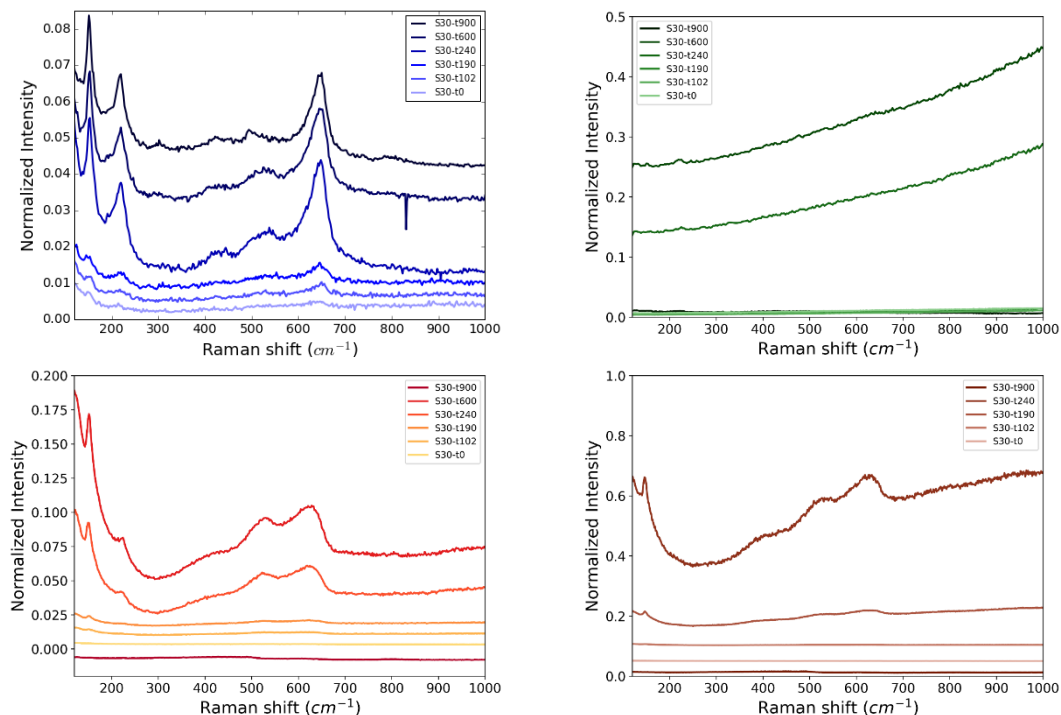 0.08
0.07
0.06
0.05
0.04
0.03
0.02
0.01
0.00
Normalized Intensity
S30-t900
S30-t600
S30-t240
S30-t190
S30-t102
S30-t0
200 300 400 500 600 700 800 900 1000
Raman shift (cm⁻¹)
0.5
0.4
0.3
0.2
0.1
0.0
Normalized Intensity
S30-t900
S30-t600
S30-t240
S30-t190
S30-t102
S30-t0
200 300 400 500 600 700 800 900 1000
Raman shift (cm⁻¹)
0.200
0.175
0.150
0.125
0.100
0.075
0.050
0.025
0.000
Normalized Intensity
S30-t900
S30-t600
S30-t240
S30-t190
S30-t102
S30-t0
200 300 400 500 600 700 800 900 1000
Raman shift (cm⁻¹)
1.0
0.8
0.6
0.4
0.2
0.0
Normalized Intensity
S30-t900
S30-t240
S30-t190
S30-t102
S30-t0
200 300 400 500 600 700 800 900 1000
Raman shift (cm⁻¹)